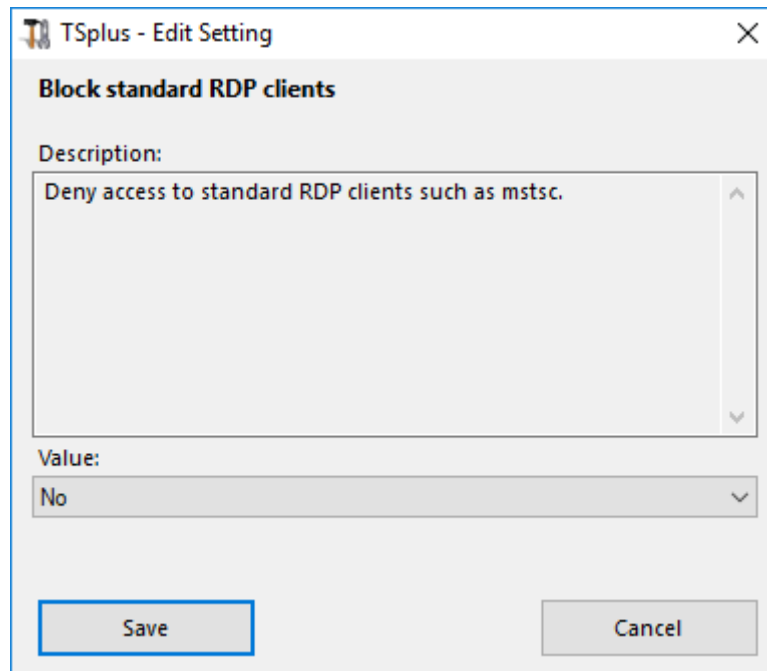 TSplus - Edit Setting
Block standard RDP clients
Description:
Deny access to standard RDP clients such as mstsc.
Value:
No
Save
Cancel